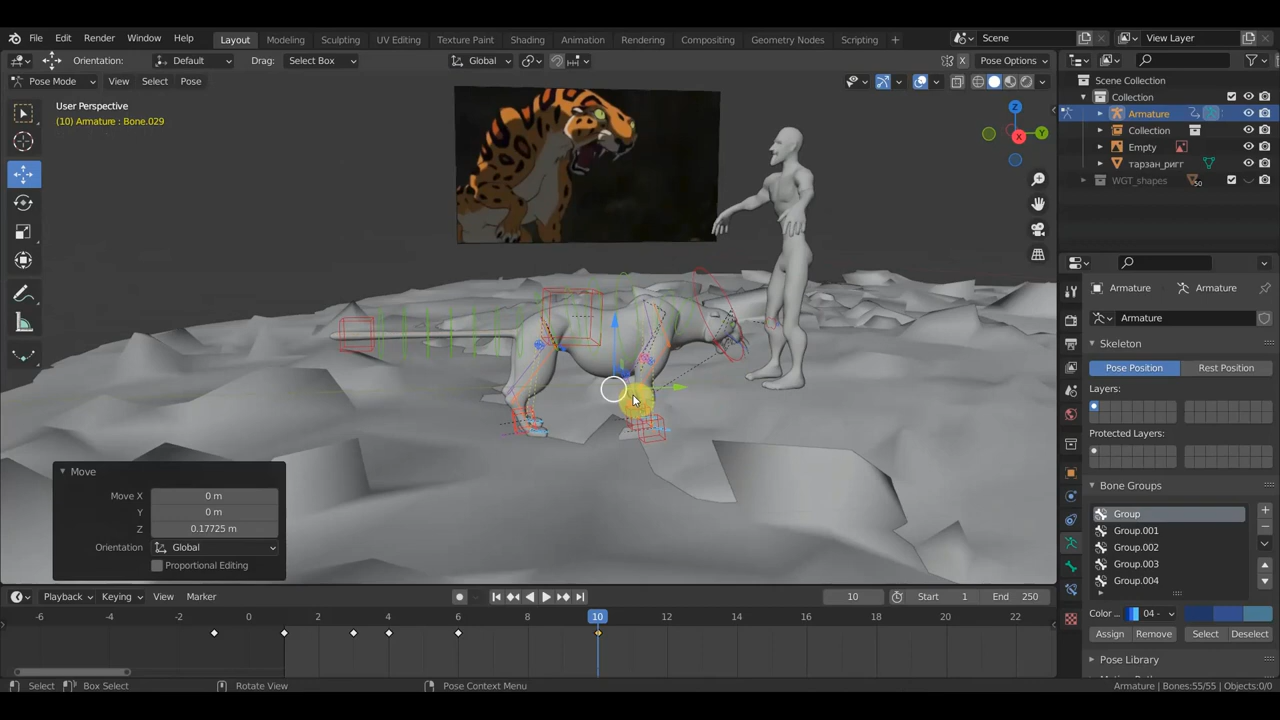 File Edit Render Window Help Layout Modeling Sculpting UV Editing Texture Paint Shading Animation Rendering Compositing Geometry Nodes Scripting + Scene View Layer
Orientation: Default Drag: Select Box Global X Pose Options
Pose Mode View Select Pose
User Perspective
(10) Armature : Bone.029
Z
Y
X
Scene Collection
Collection
Armature
Collection
Empty
тарзан_ригг
WGT_shapes 50
Armature Armature
Armature
Skeleton
Pose Position Rest Position
Layers:
Protected Layers:
Bone Groups
Group
Group.001
Group.002
Group.003
Group.004
Color ... 04 -
Assign Remove Select Deselect
Pose Library
Move
Move X 0 m
Y 0 m
Z 0.17725 m
Orientation Global
Proportional Editing
Playback Keying View Marker 10 Start 1 End 250
-6 -4 -2 0 2 4 6 8 10 12 14 16 18 20 22
Select Box Select Rotate View Pose Context Menu Armature | Bones:55/55 | Objects:0/0